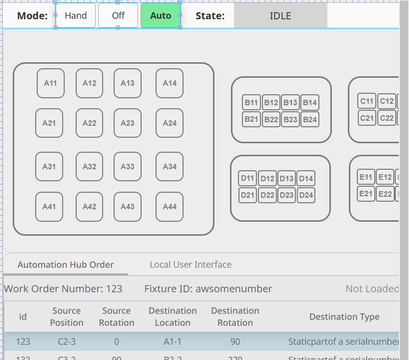 Mode: Hand Off Auto State: IDLE
A11 A12 A13 A14
A21 A22 A23 A24
A31 A32 A33 A34
A41 A42 A43 A44
B11 B12 B13 B14
B21 B22 B23 B24
C11 C12
C21 C22
D11 D12 D13 D14
D21 D22 D23 D24
E11 E12
E21 E22
Automation Hub Order Local User Interface
Work Order Number: 123 Fixture ID: awsomenumber Not Loaded
id Source Position Source Rotation Destination Location Destination Rotation Destination Type
123 C2-3 0 A1-1 90 Staticpartof a serialnumber
132 C3-2 90 B2-2 270 Staticpartof a serialnumber